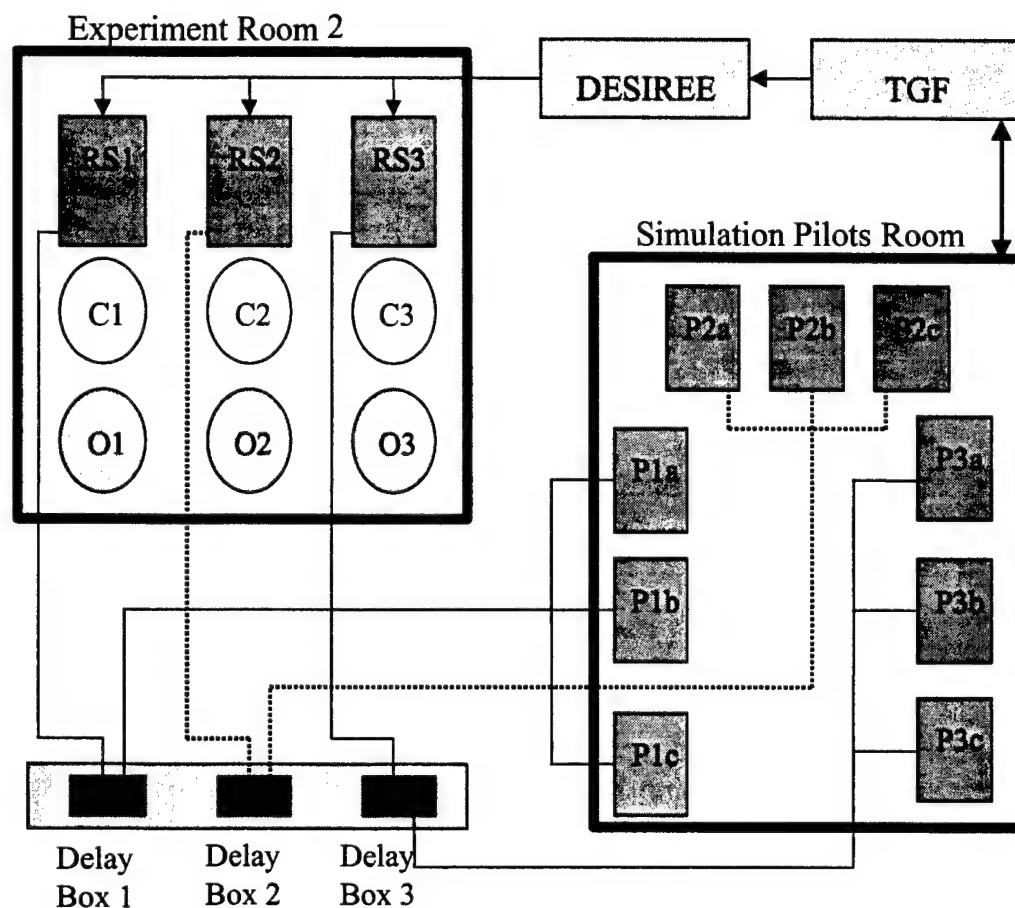 Experiment Room 2
DESIREE
TGF
RS1
RS2
RS3
Simulation Pilots Room
C1
C2
C3
P2a
P2b
P2c
O1
O2
O3
P1a
P3a
P1b
P3b
P1c
P3c
Delay
Box 1
Delay
Box 2
Delay
Box 3